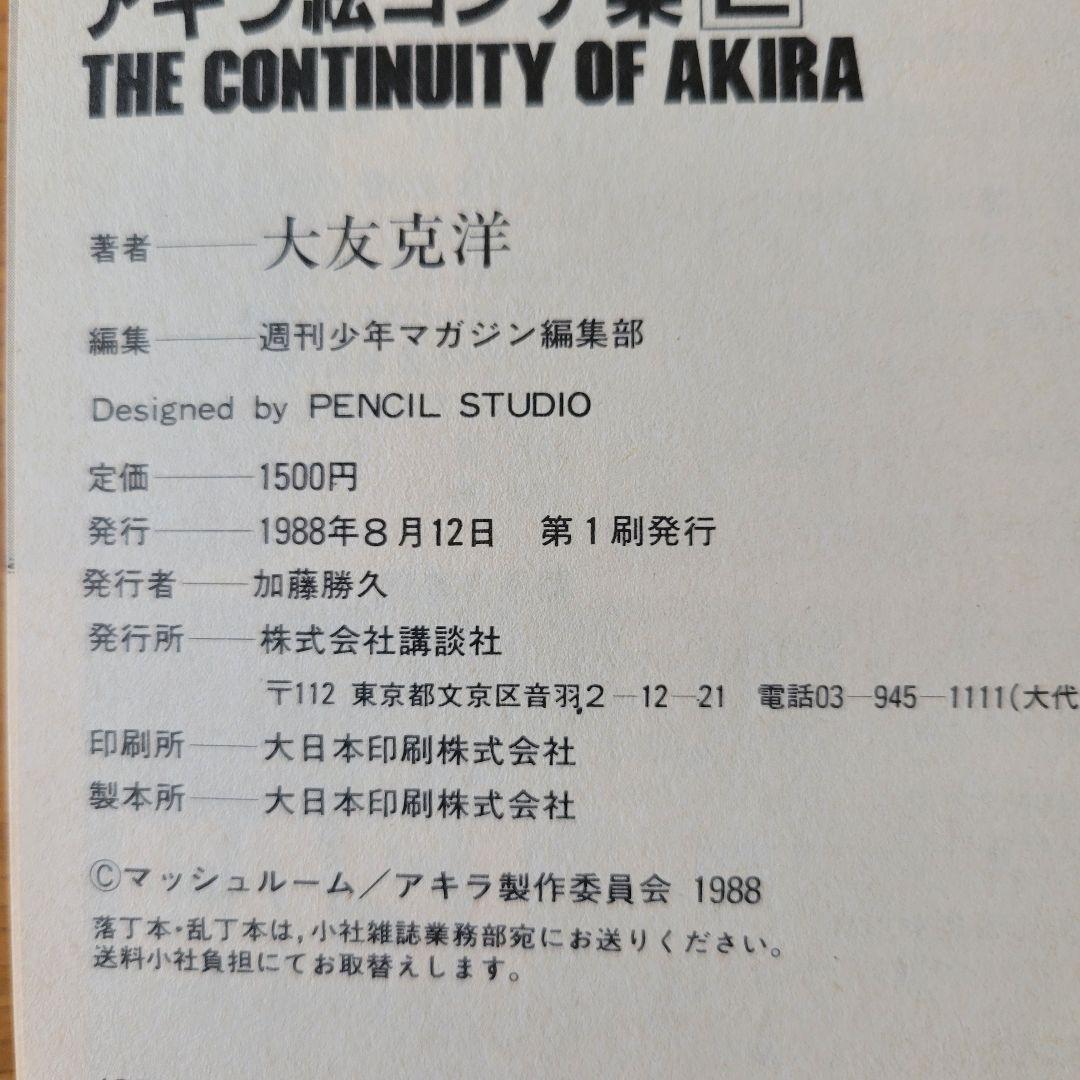 アキラ絵コンテ集
THE CONTINUITY OF AKIRA
著者――大友克洋
編集――週刊少年マガジン編集部
Designed by PENCIL STUDIO
定価――1500円
発行――1988年8月12日 第1刷発行
発行者――加藤勝久
発行所――株式会社講談社
〒112 東京都文京区音羽2―12―21 電話03―945―1111(大代
印刷所――大日本印刷株式会社
製本所――大日本印刷株式会社
©マッシュルーム/アキラ製作委員会 1988
落丁本・乱丁本は,小社雑誌業務部宛にお送りください。
送料小社負担にてお取替えします。